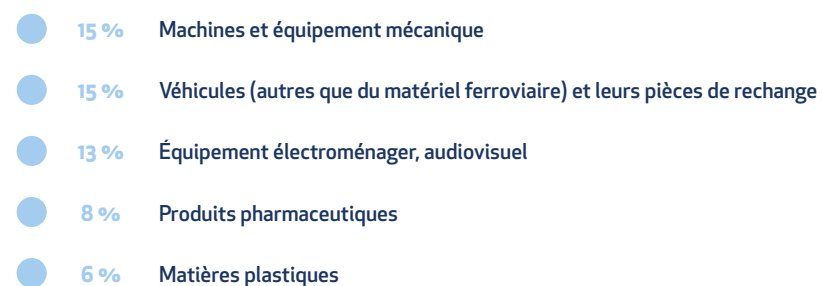 15 % Machines et équipement mécanique
15 % Véhicules (autres que du matériel ferroviaire) et leurs pièces de rechange
13 % Équipement électroménager, audiovisuel
8 % Produits pharmaceutiques
6 % Matières plastiques